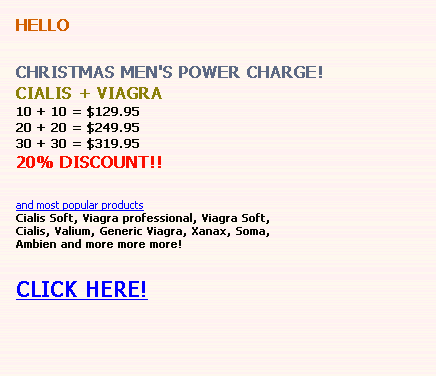 HELLO
CHRISTMAS MEN'S POWER CHARGE!
CIALIS + VIAGRA
10 + 10 = $129.95
20 + 20 = $249.95
30 + 30 = $319.95
20% DISCOUNT!!
and most popular products
Cialis Soft, Viagra professional, Viagra Soft,
Cialis, Valium, Generic Viagra, Xanax, Soma,
Ambien and more more more!
CLICK HERE!